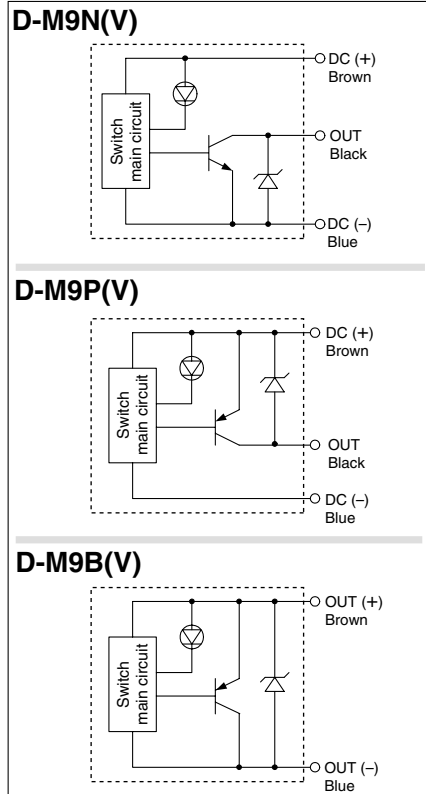 D-M9N(V)
DC (+)
Brown
Switch
main circuit
OUT
Black
DC (–)
Blue
D-M9P(V)
DC (+)
Brown
Switch
main circuit
OUT
Black
DC (–)
Blue
D-M9B(V)
OUT (+)
Brown
Switch
main circuit
OUT (–)
Blue